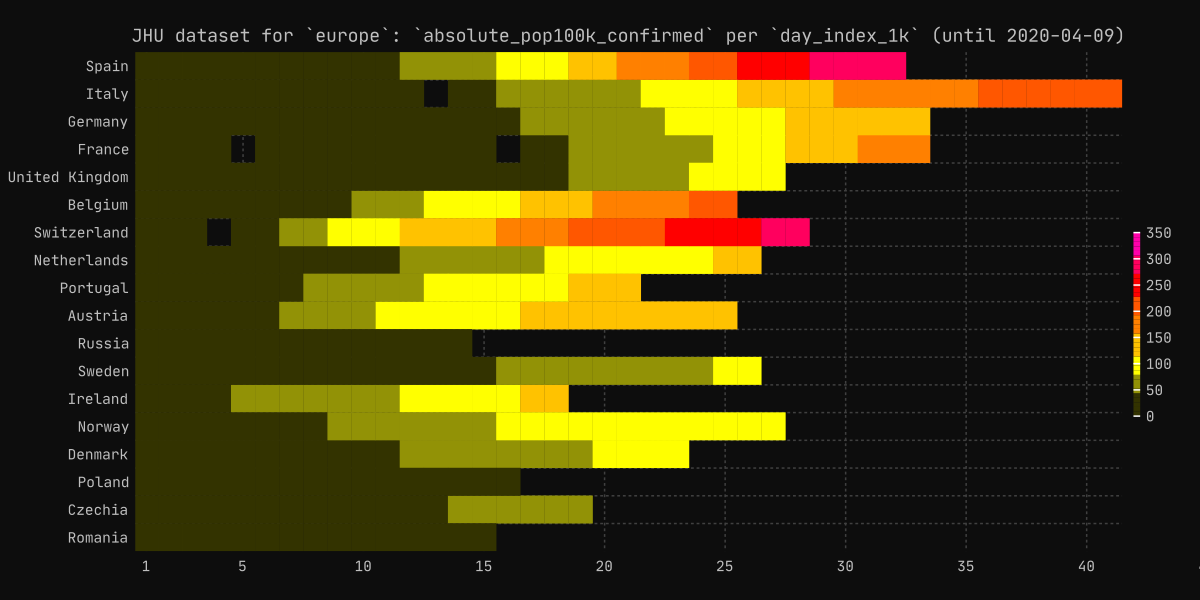 JHU dataset for `europe`: `absolute_pop100k_confirmed` per `day_index_1k` (until 2020-04-09)
Spain
Italy
Germany
France
United Kingdom
Belgium
Switzerland
Netherlands
Portugal
Austria
Russia
Sweden
Ireland
Norway
Denmark
Poland
Czechia
Romania
1 5 10 15 20 25 30 35 40
350
300
250
200
150
100
50
0